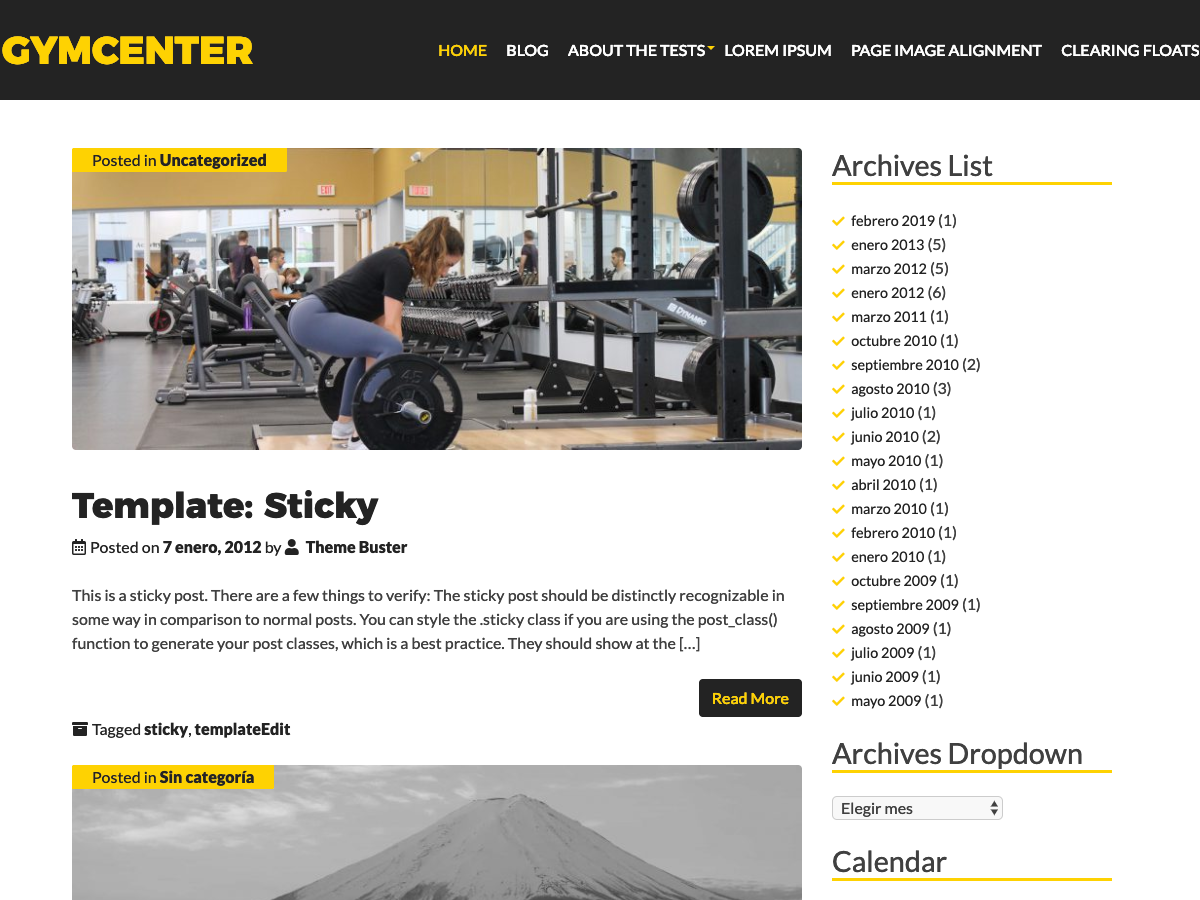 GYMCENTER
HOME BLOG ABOUT THE TESTS LOREM IPSUM PAGE IMAGE ALIGNMENT CLEARING FLOATS
Posted in Uncategorized
EXIT
45
DYNAMIC
Template: Sticky
Posted on 7 enero, 2012 by Theme Buster
This is a sticky post. There are a few things to verify: The sticky post should be distinctly recognizable in
some way in comparison to normal posts. You can style the .sticky class if you are using the post_class()
function to generate your post classes, which is a best practice. They should show at the […]
Read More
Tagged sticky, templateEdit
Posted in Sin categoría
Archives List
febrero 2019 (1)
enero 2013 (5)
marzo 2012 (5)
enero 2012 (6)
marzo 2011 (1)
octubre 2010 (1)
septiembre 2010 (2)
agosto 2010 (3)
julio 2010 (1)
junio 2010 (2)
mayo 2010 (1)
abril 2010 (1)
marzo 2010 (1)
febrero 2010 (1)
enero 2010 (1)
octubre 2009 (1)
septiembre 2009 (1)
agosto 2009 (1)
julio 2009 (1)
junio 2009 (1)
mayo 2009 (1)
Archives Dropdown
Elegir mes
Calendar